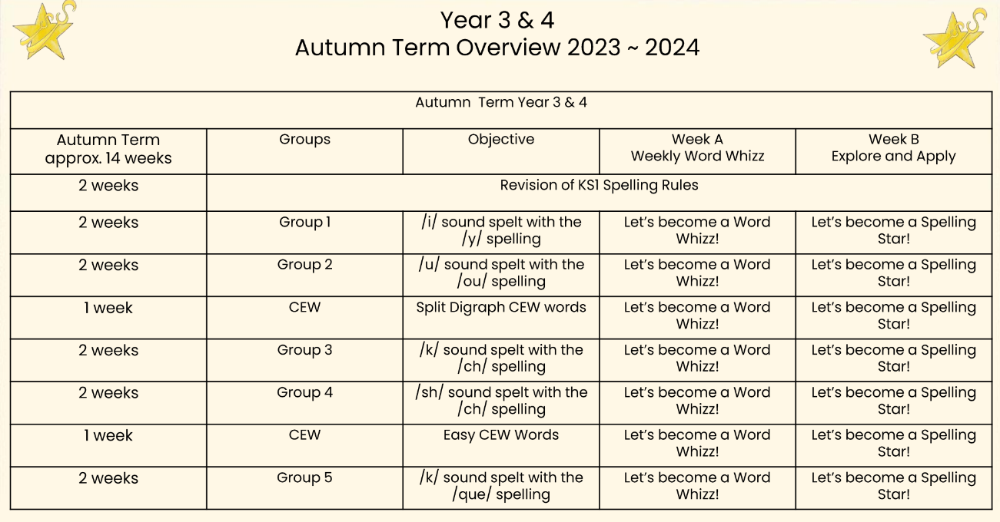 Year 3 & 4
Autumn Term Overview 2023 ~ 2024
Autumn Term Year 3 & 4
Autumn Term
approx. 14 weeks
Groups
Objective
Week A
Weekly Word Whizz
Week B
Explore and Apply
2 weeks
Revision of KS1 Spelling Rules
2 weeks
Group 1
/i/ sound spelt with the
/y/ spelling
Let's become a Word
Whizz!
Let's become a Spelling
Star!
2 weeks
Group 2
/u/ sound spelt with the
/ou/ spelling
Let's become a Word
Whizz!
Let's become a Spelling
Star!
1 week
CEW
Split Digraph CEW words
Let's become a Word
Whizz!
Let's become a Spelling
Star!
2 weeks
Group 3
/k/ sound spelt with the
/ch/ spelling
Let's become a Word
Whizz!
Let's become a Spelling
Star!
2 weeks
Group 4
/sh/ sound spelt with the
/ch/ spelling
Let's become a Word
Whizz!
Let's become a Spelling
Star!
1 week
CEW
Easy CEW Words
Let's become a Word
Whizz!
Let's become a Spelling
Star!
2 weeks
Group 5
/k/ sound spelt with the
/que/ spelling
Let's become a Word
Whizz!
Let's become a Spelling
Star!